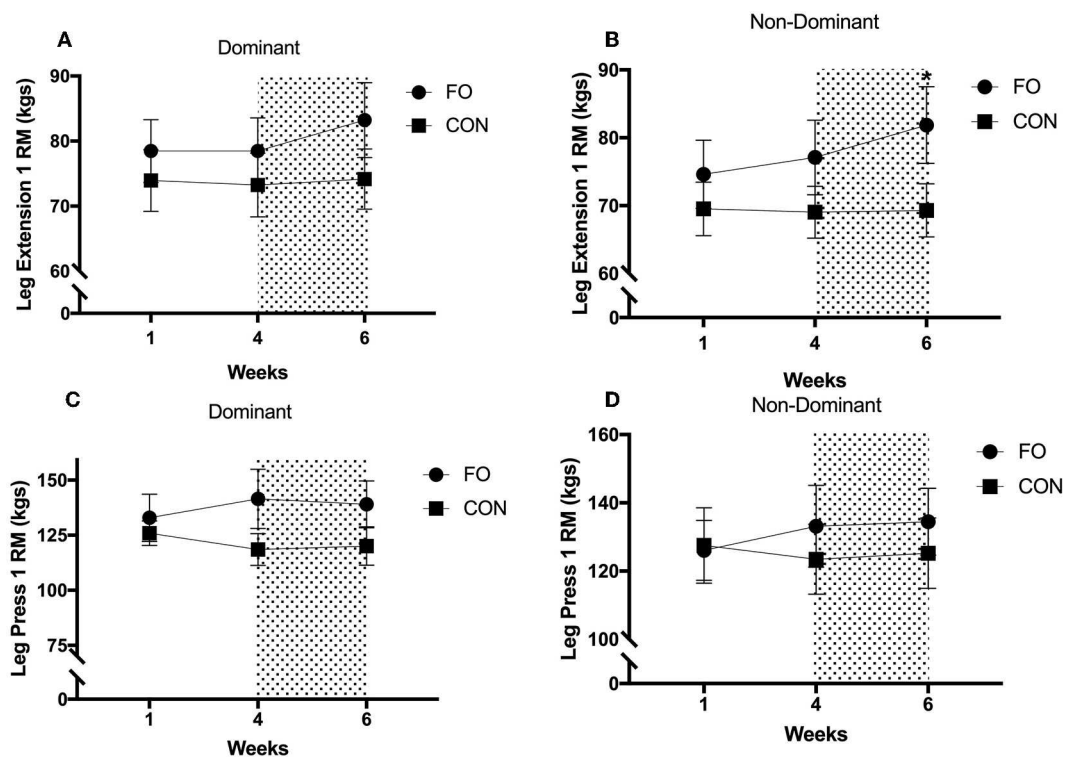 A
Dominant
Leg Extension 1 RM (kgs)
90
80
70
60
0
1
4
6
Weeks
FO
CON
B
Non-Dominant
Leg Extension 1 RM (kgs)
90
80
70
60
0
*
1
4
6
Weeks
FO
CON
C
Dominant
Leg Press 1 RM (kgs)
150
125
100
75
0
1
4
6
Weeks
FO
CON
D
Non-Dominant
Leg Press 1 RM (kgs)
160
140
120
100
0
1
4
6
Weeks
FO
CON